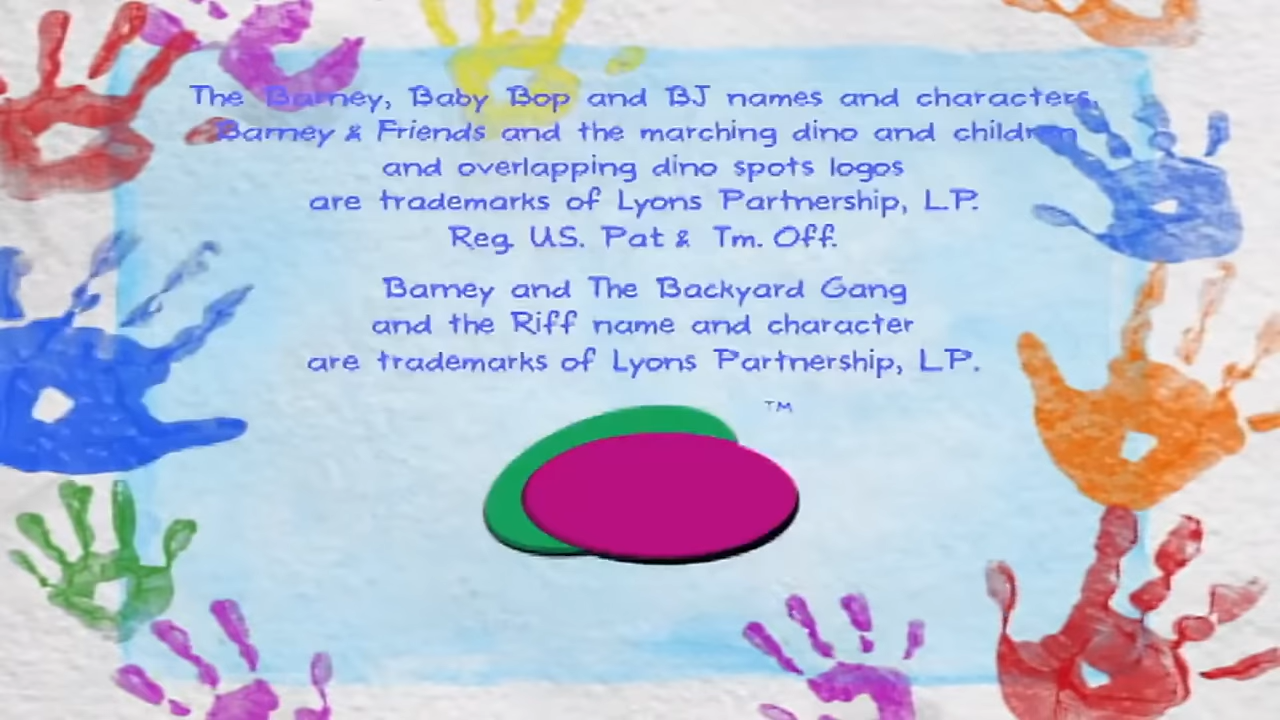 The Barney, Baby Bop and BJ names and characters,
Barney & Friends and the marching dino and children
and overlapping dino spots logos
are trademarks of Lyons Partnership, L.P.
Reg. U.S. Pat & Tm. Off.
Barney and The Backyard Gang
and the Riff name and character
are trademarks of Lyons Partnership, L.P.
TM